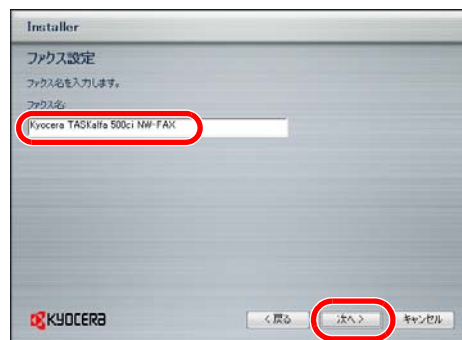 Installer
ファクス設定
ファクス名を入力します。
ファクス名:
Kyocera TASKalfa 500ci NW-FAX
KYOCERA
< 戻る
次へ >
キャンセル